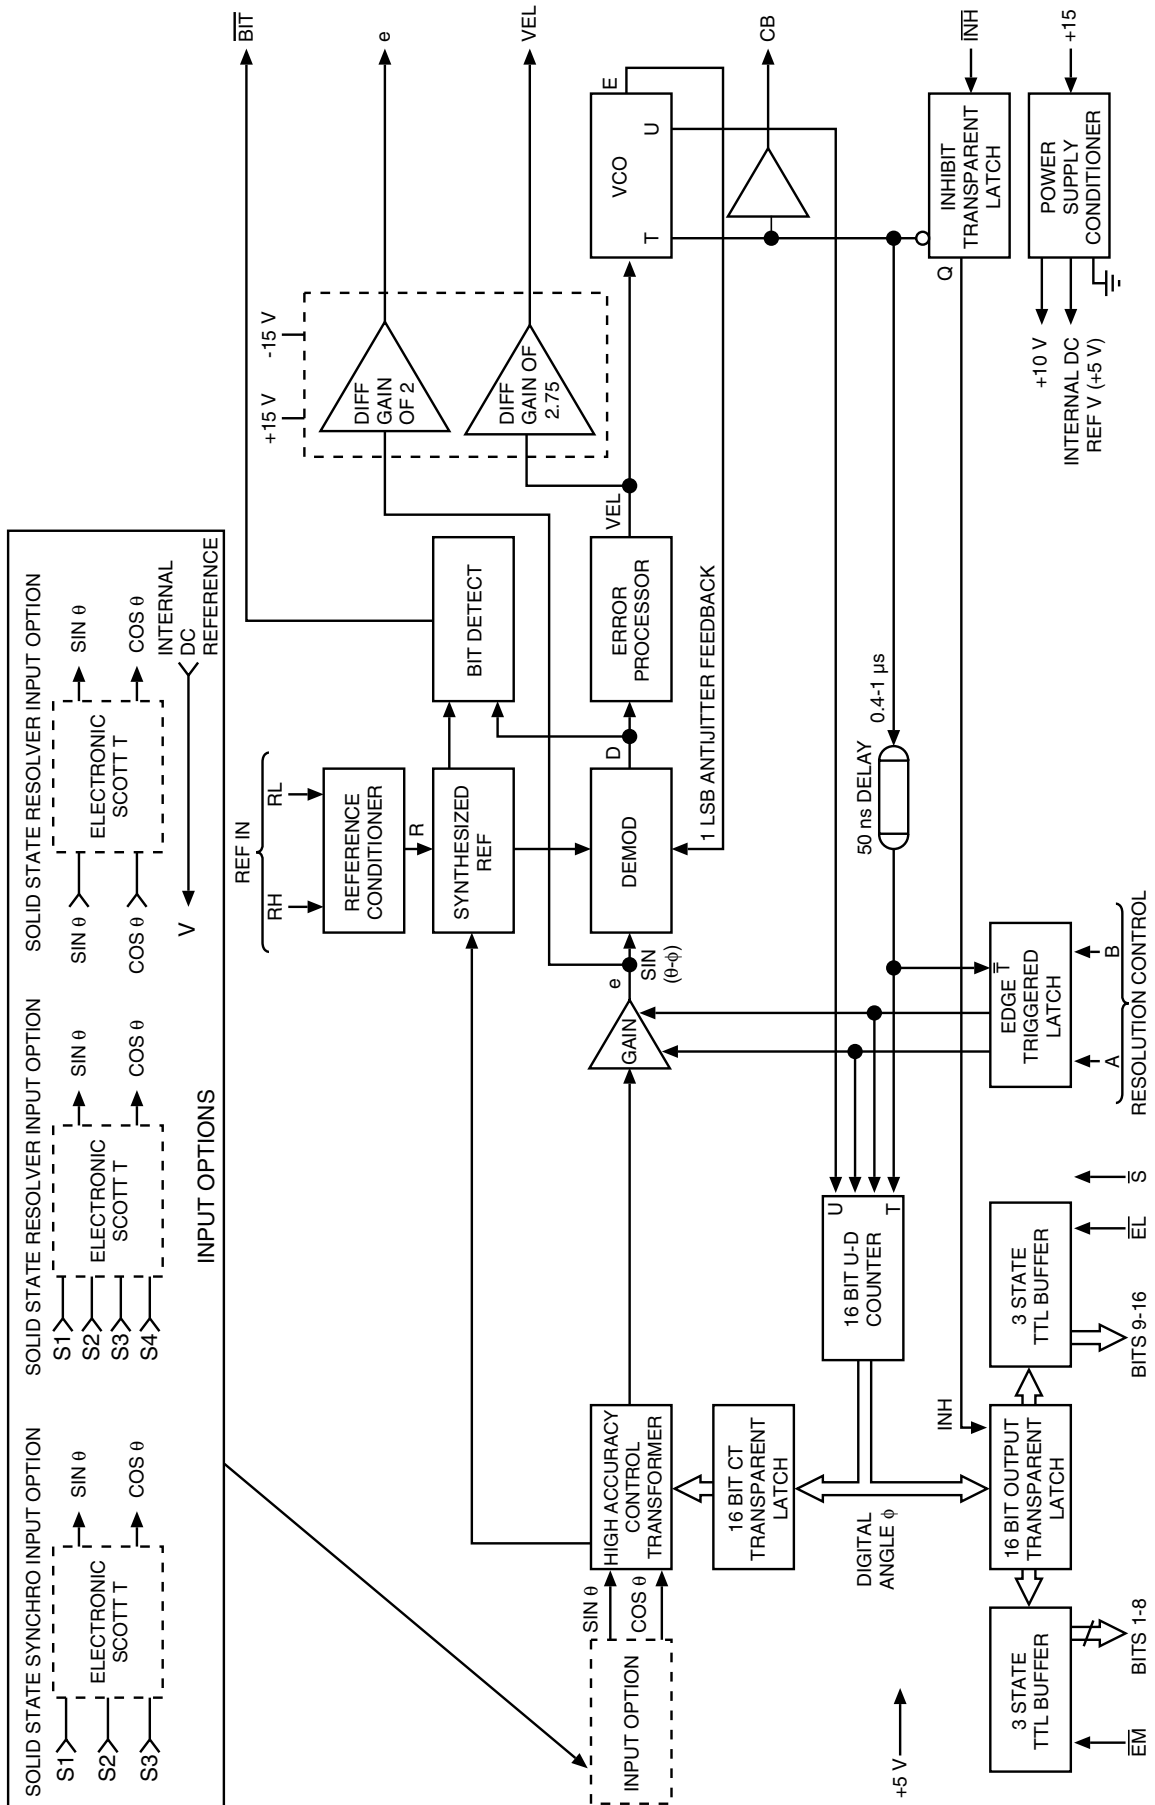 SOLID STATE SYNCHRO INPUT OPTION
S1
S2
S3
ELECTRONIC
SCOTT T
SIN θ
COS θ
SOLID STATE RESOLVER INPUT OPTION
S1
S2
S3
S4
ELECTRONIC
SCOTT T
SIN θ
COS θ
SOLID STATE RESOLVER INPUT OPTION
SIN θ
COS θ
ELECTRONIC
SCOTT T
SIN θ
COS θ
V
INTERNAL
DC
REFERENCE
INPUT OPTIONS
REF IN
RH
RL
REFERENCE
CONDITIONER
R
SYNTHESIZED
REF
BIT DETECT
B̅I̅T̅
+15 V
-15 V
DIFF
GAIN
OF 2
e
DIFF
GAIN OF
2.75
VEL
INPUT OPTION
SIN θ
COS θ
HIGH ACCURACY
CONTROL
TRANSFORMER
GAIN
e
SIN
(θ-ϕ)
DEMOD
D
ERROR
PROCESSOR
VEL
VCO
E
T
U
1 LSB ANTIJITTER FEEDBACK
CB
16 BIT CT
TRANSPARENT
LATCH
16 BIT U-D
COUNTER
U
T
DIGITAL
ANGLE ϕ
50 ns DELAY
0.4-1 µs
+5 V
INH
Q
INHIBIT
TRANSPARENT
LATCH
I̅N̅H̅
3 STATE
TTL BUFFER
16 BIT OUTPUT
TRANSPARENT
LATCH
3 STATE
TTL BUFFER
EDGE T̿
TRIGGERED
LATCH
+10 V
INTERNAL DC
REF V (+5 V)
POWER
SUPPLY
CONDITIONER
+15
E̅M̅
BITS 1-8
BITS 9-16
E̅L̅
S̅
A
B
RESOLUTION CONTROL